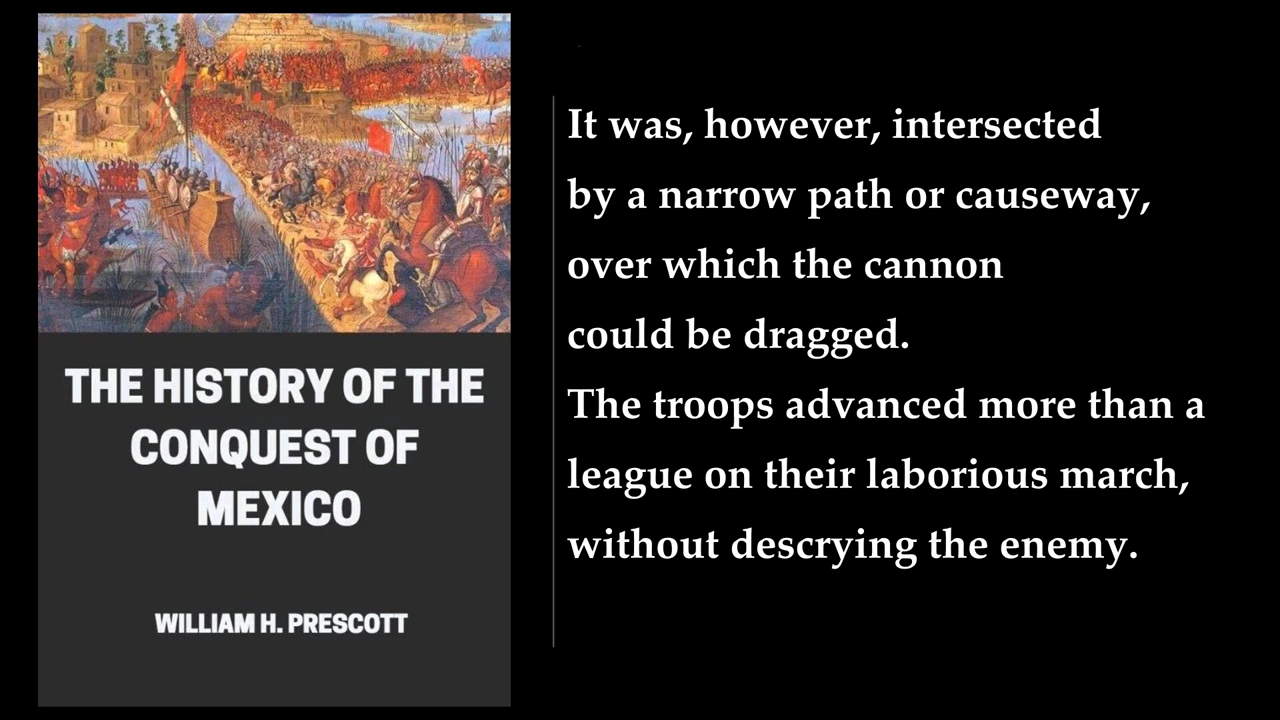 THE HISTORY OF THE
CONQUEST OF
MEXICO
WILLIAM H. PRESCOTT
It was, however, intersected
by a narrow path or causeway,
over which the cannon
could be dragged.
The troops advanced more than a
league on their laborious march,
without descrying the enemy.